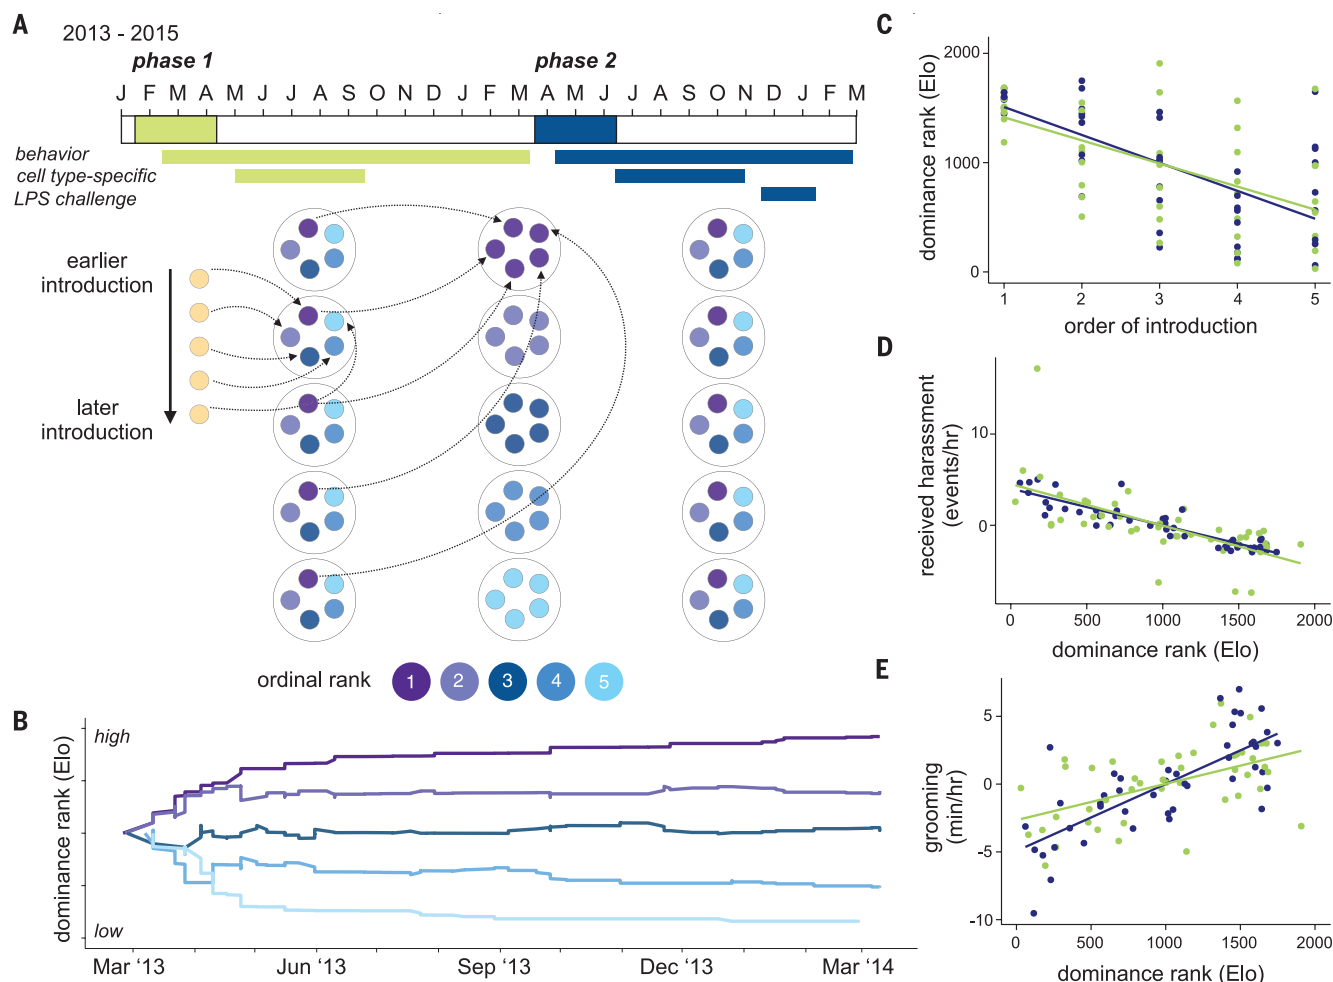 A
2013 - 2015
phase 1
phase 2
J F M A M J J A S O N D J F M A M J J A S O N D J F M
behavior
cell type-specific
LPS challenge
earlier
introduction
later
introduction
ordinal rank 1 2 3 4 5
B
dominance rank (Elo)
high
low
Mar ‘13 Jun ‘13 Sep ‘13 Dec ‘13 Mar ‘14
C
dominance rank (Elo)
2000
1000
0
1 2 3 4 5
order of introduction
D
received harassment
(events/hr)
10
0
0 500 1000 1500 2000
dominance rank (Elo)
E
grooming
(min/hr)
5
0
-5
-10
0 500 1000 1500 2000
dominance rank (Elo)